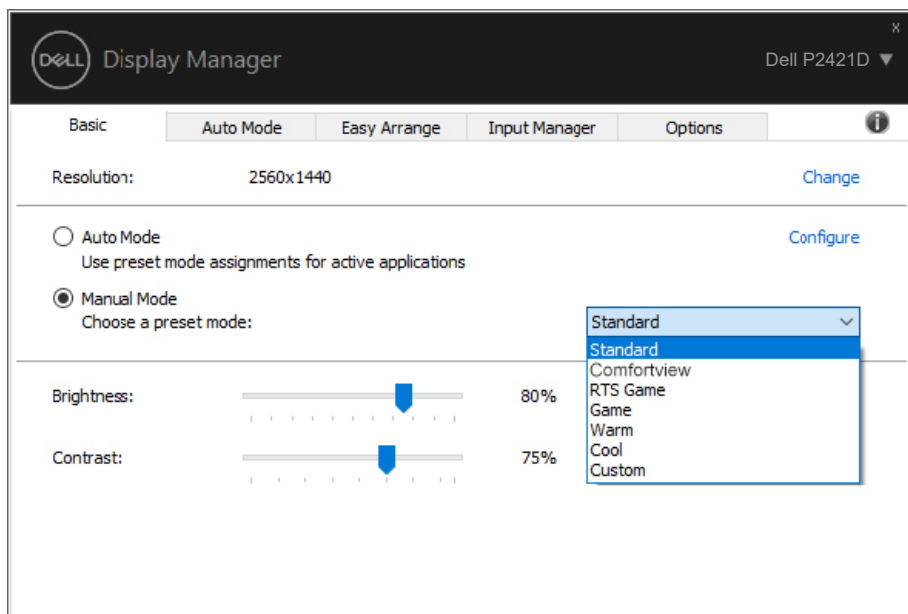 x
DELL Display Manager Dell P2421D ▼
Basic Auto Mode Easy Arrange Input Manager Options i
Resolution: 2560x1440 Change
Auto Mode Configure
Use preset mode assignments for active applications
Manual Mode
Choose a preset mode: Standard
Standard
Comfortview
RTS Game
Game
Warm
Cool
Custom
Brightness: 80%
Contrast: 75%